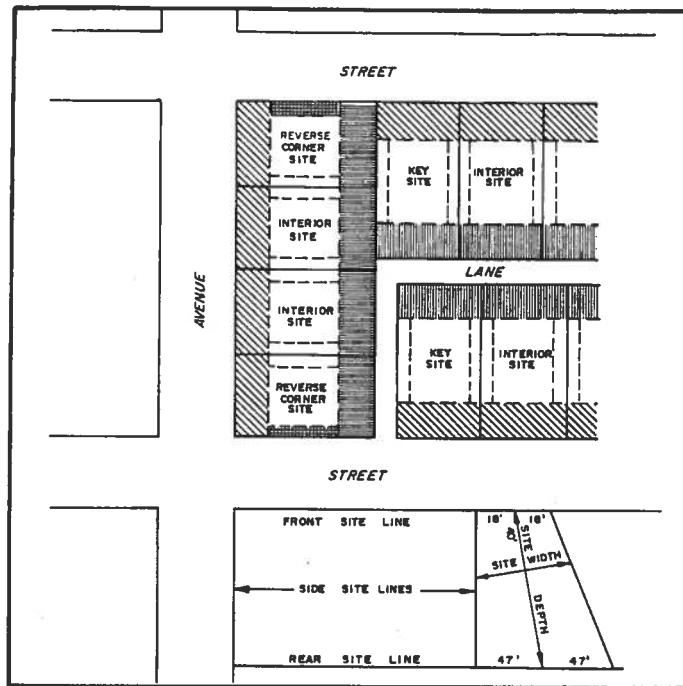 STREET
REVERSE
CORNER
SITE
KEY
SITE
INTERIOR
SITE
INTERIOR
SITE
LANE
AVENUE
INTERIOR
SITE
KEY
SITE
INTERIOR
SITE
REVERSE
CORNER
SITE
STREET
FRONT SITE LINE
18' 18'
40'
SITE
SITE WIDTH
SIDE SITE LINES
DEPTH
REAR SITE LINE
47' 47'